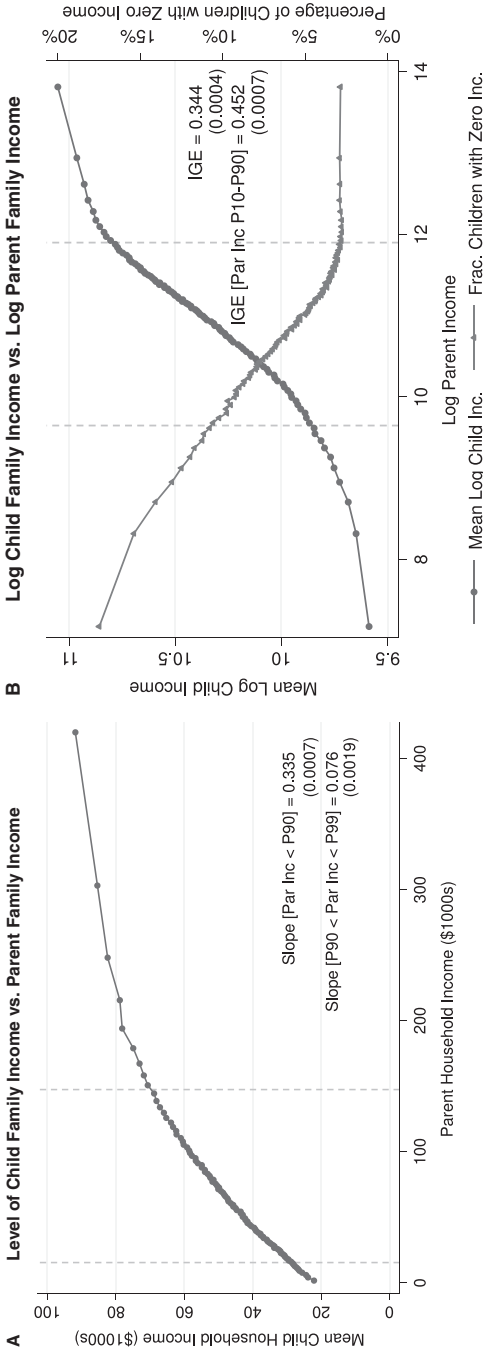 A
Level of Child Family Income vs. Parent Family Income
Mean Child Household Income ($1000s)
100
80
60
40
20
0
Slope [Par Inc < P90] = 0.335
(0.0007)
Slope [P90 < Par Inc < P99] = 0.076
(0.0019)
0
100
200
300
400
Parent Household Income ($1000s)
B
Log Child Family Income vs. Log Parent Family Income
Mean Log Child Income
11
10.5
10
9.5
IGE = 0.344
(0.0004)
IGE [Par Inc P10-P90] = 0.452
(0.0007)
Percentage of Children with Zero Income
20%
15%
10%
5%
0%
8
10
12
14
Log Parent Income
Mean Log Child Inc.
Frac. Children with Zero Inc.